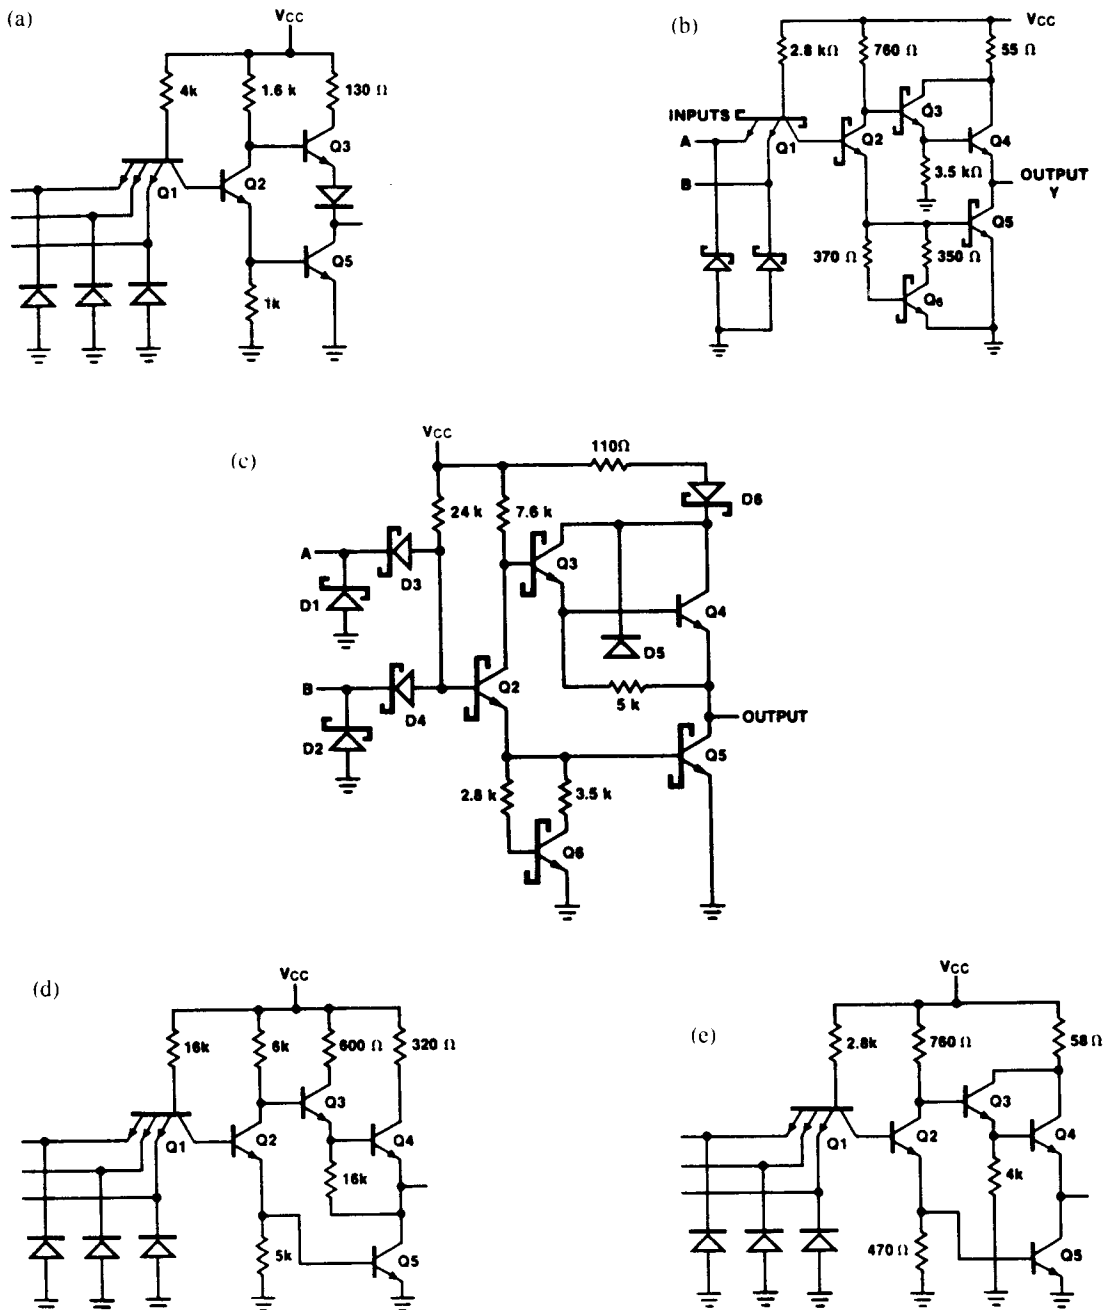 (a)
VCC
4k
1.6 k
130 Ω
Q3
Q1
Q2
Q5
1k
(b)
VCC
2.8 kΩ
760 Ω
55 Ω
INPUTS
Q3
A
Q1
Q2
Q4
B
3.5 kΩ
OUTPUT
Y
Q5
370 Ω
350Ω
Q6
(c)
VCC
110Ω
D6
24 k
7.6 k
A
D3
Q3
D1
Q4
D5
B
D4
Q2
5 k
OUTPUT
D2
Q5
2.8 k
3.5 k
Q6
(d)
VCC
16k
6k
600 Ω
320 Ω
Q3
Q1
Q2
Q4
16k
5k
Q5
(e)
VCC
2.8k
760 Ω
58 Ω
Q3
Q1
Q2
Q4
4k
470 Ω
Q5